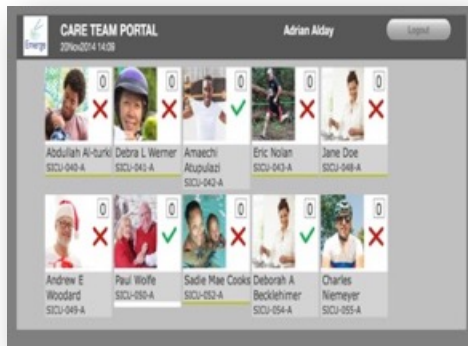 Emerge
CARE TEAM PORTAL
20Nov2014 14:09
Adrian Alday
Logout
0 0 0 0 0
Abdullah Al-turki Debra L Werner Amaechi Eric Nolan Jane Doe
SICU-040-A SICU-041-A Atupulazi SICU-043-A SICU-048-A
SICU-042-A
0 0 0 0 0
Andrew E Paul Wolfe Sadie Mae Cooks Deborah A Charles
Woodard SICU-050-A SICU-052-A Becklehimer Niemeyer
SICU-049-A SICU-054-A SICU-055-A